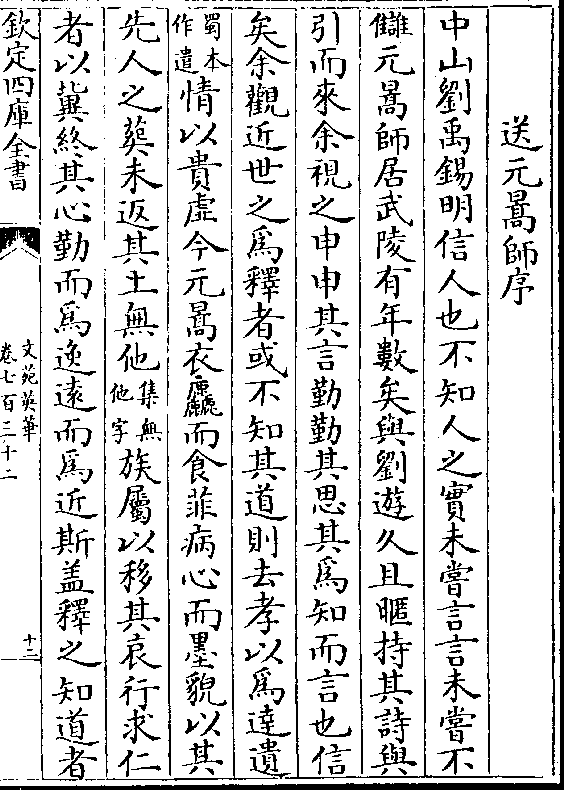 送元暠師序
中山劉禹錫明信人也不知人之實未嘗言言未嘗不
讎元暠師居武陵有年數矣與劉遊久且暱持其詩與
引而來余視之申申其言勤勤其思其爲知而言也信
矣余觀近世之爲釋者或不知其道則去孝以爲達遺
蜀本作遺情以貴虛今元暠衣麤而食菲病心而墨貌以其
先人之葬未返其土無他集無他字族屬以移其哀行求仁
者以冀終其心勤而爲逸遠而爲近斯盖釋之知道者
欽定四庫全書
文苑英華
卷七百三十二
十二